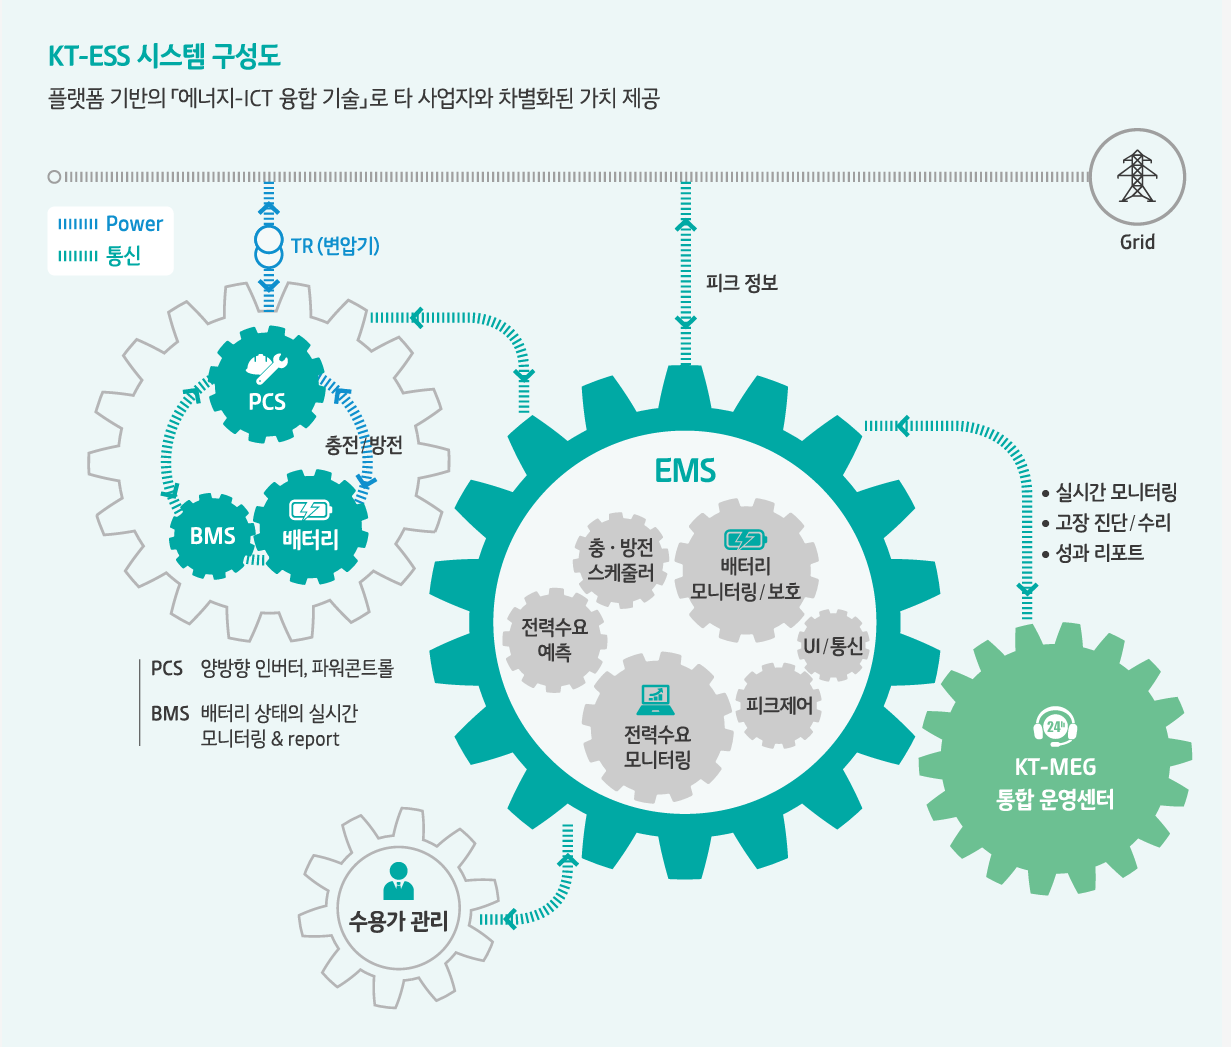 KT-ESS 시스템 구성도
플랫폼 기반의 「에너지-ICT 융합 기술」로 타 사업자와 차별화된 가치 제공
Grid
Power
통신
TR (변압기)
피크 정보
PCS
충전/방전
BMS
배터리
PCS 양방향 인버터, 파워콘트롤
BMS 배터리 상태의 실시간
모니터링 & report
EMS
충 · 방전
스케줄러
배터리
모니터링 / 보호
전력수요
예측
UI / 통신
피크제어
전력수요
모니터링
• 실시간 모니터링
• 고장 진단 / 수리
• 성과 리포트
24h
KT-MEG
통합 운영센터
수용가 관리